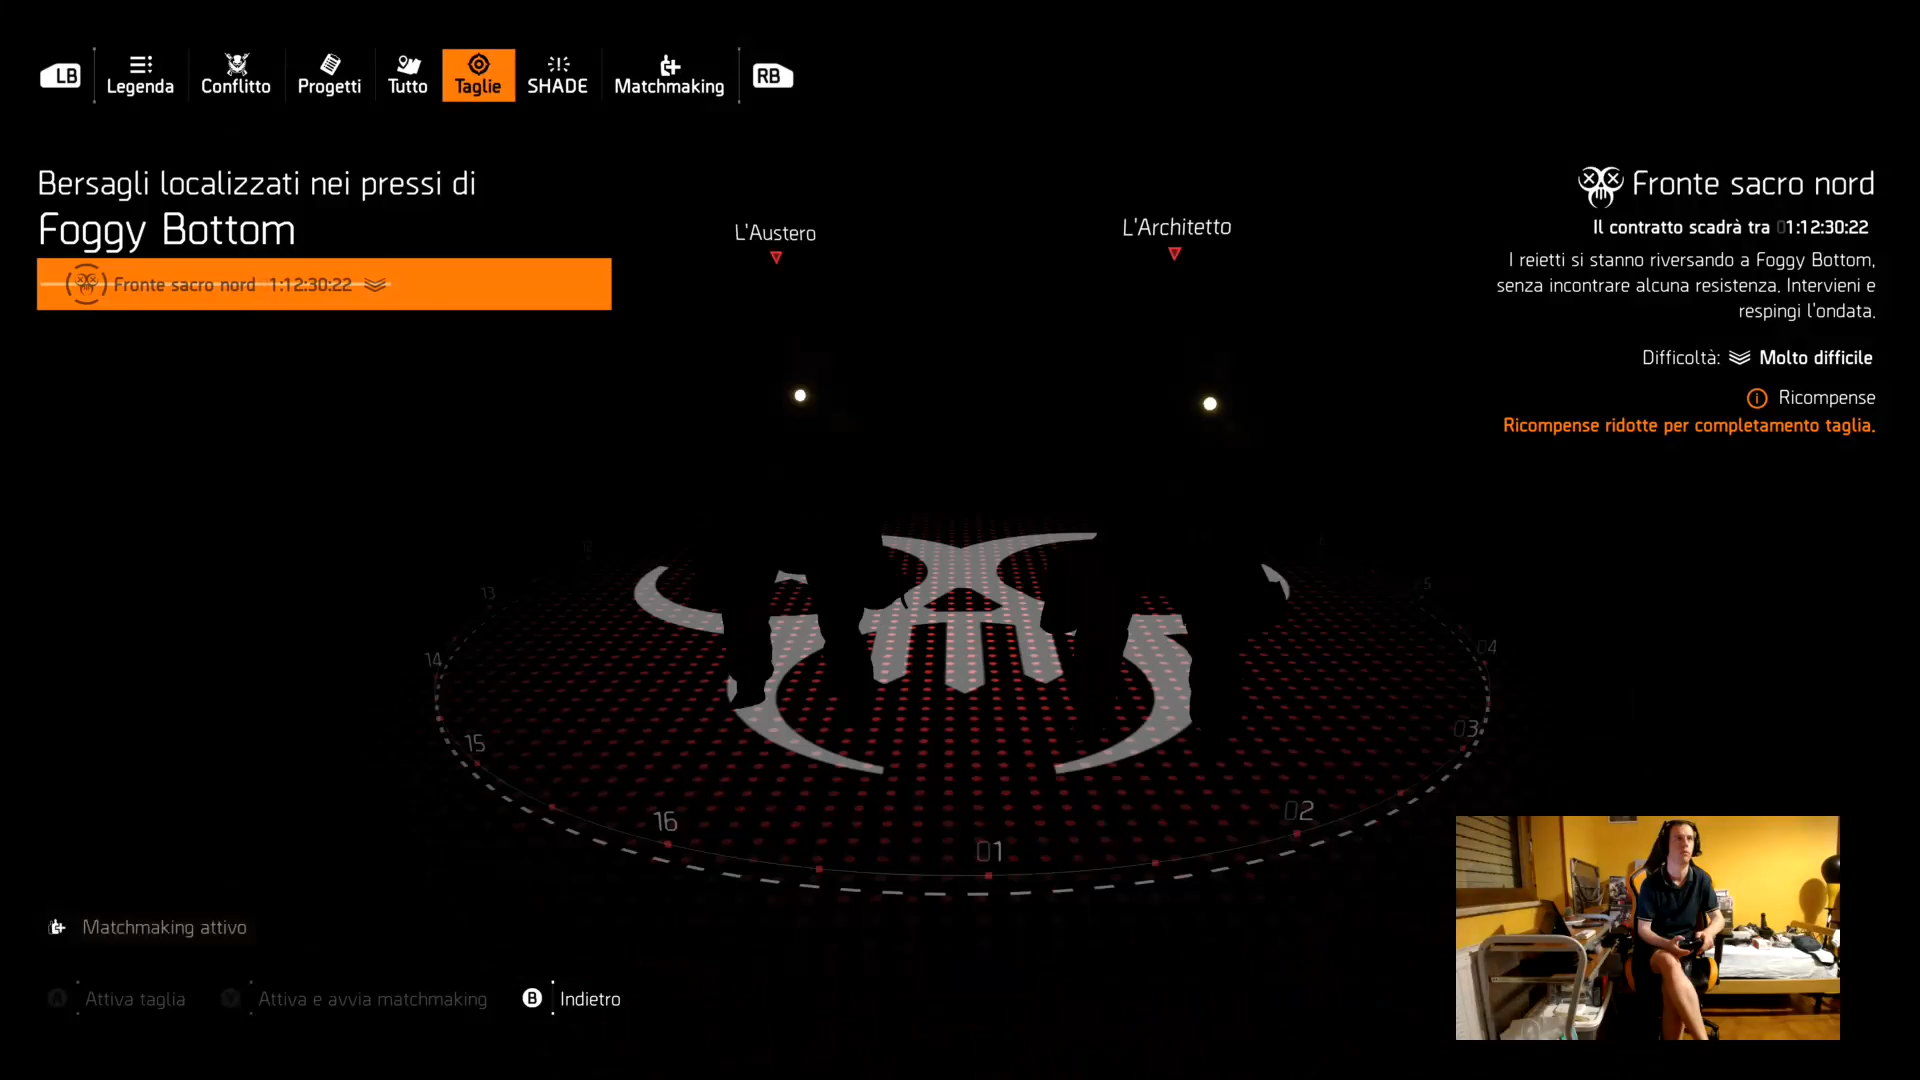 LB
Legenda
Conflitto
Progetti
Tutto
Taglie
SHADE
Matchmaking
RB
Bersagli localizzati nei pressi di
Foggy Bottom
Fronte sacro nord 1:12:30:22
L'Austero
L'Architetto
Fronte sacro nord
Il contratto scadrà tra 01:12:30:22
I reietti si stanno riversando a Foggy Bottom,
senza incontrare alcuna resistenza. Intervieni e
respingi l'ondata.
Difficoltà: Molto difficile
Ricompense
Ricompense ridotte per completamento taglia.
12
13
5
14
04
15
03
16
02
01
Matchmaking attivo
A Attiva taglia
Y Attiva e avvia matchmaking
B Indietro